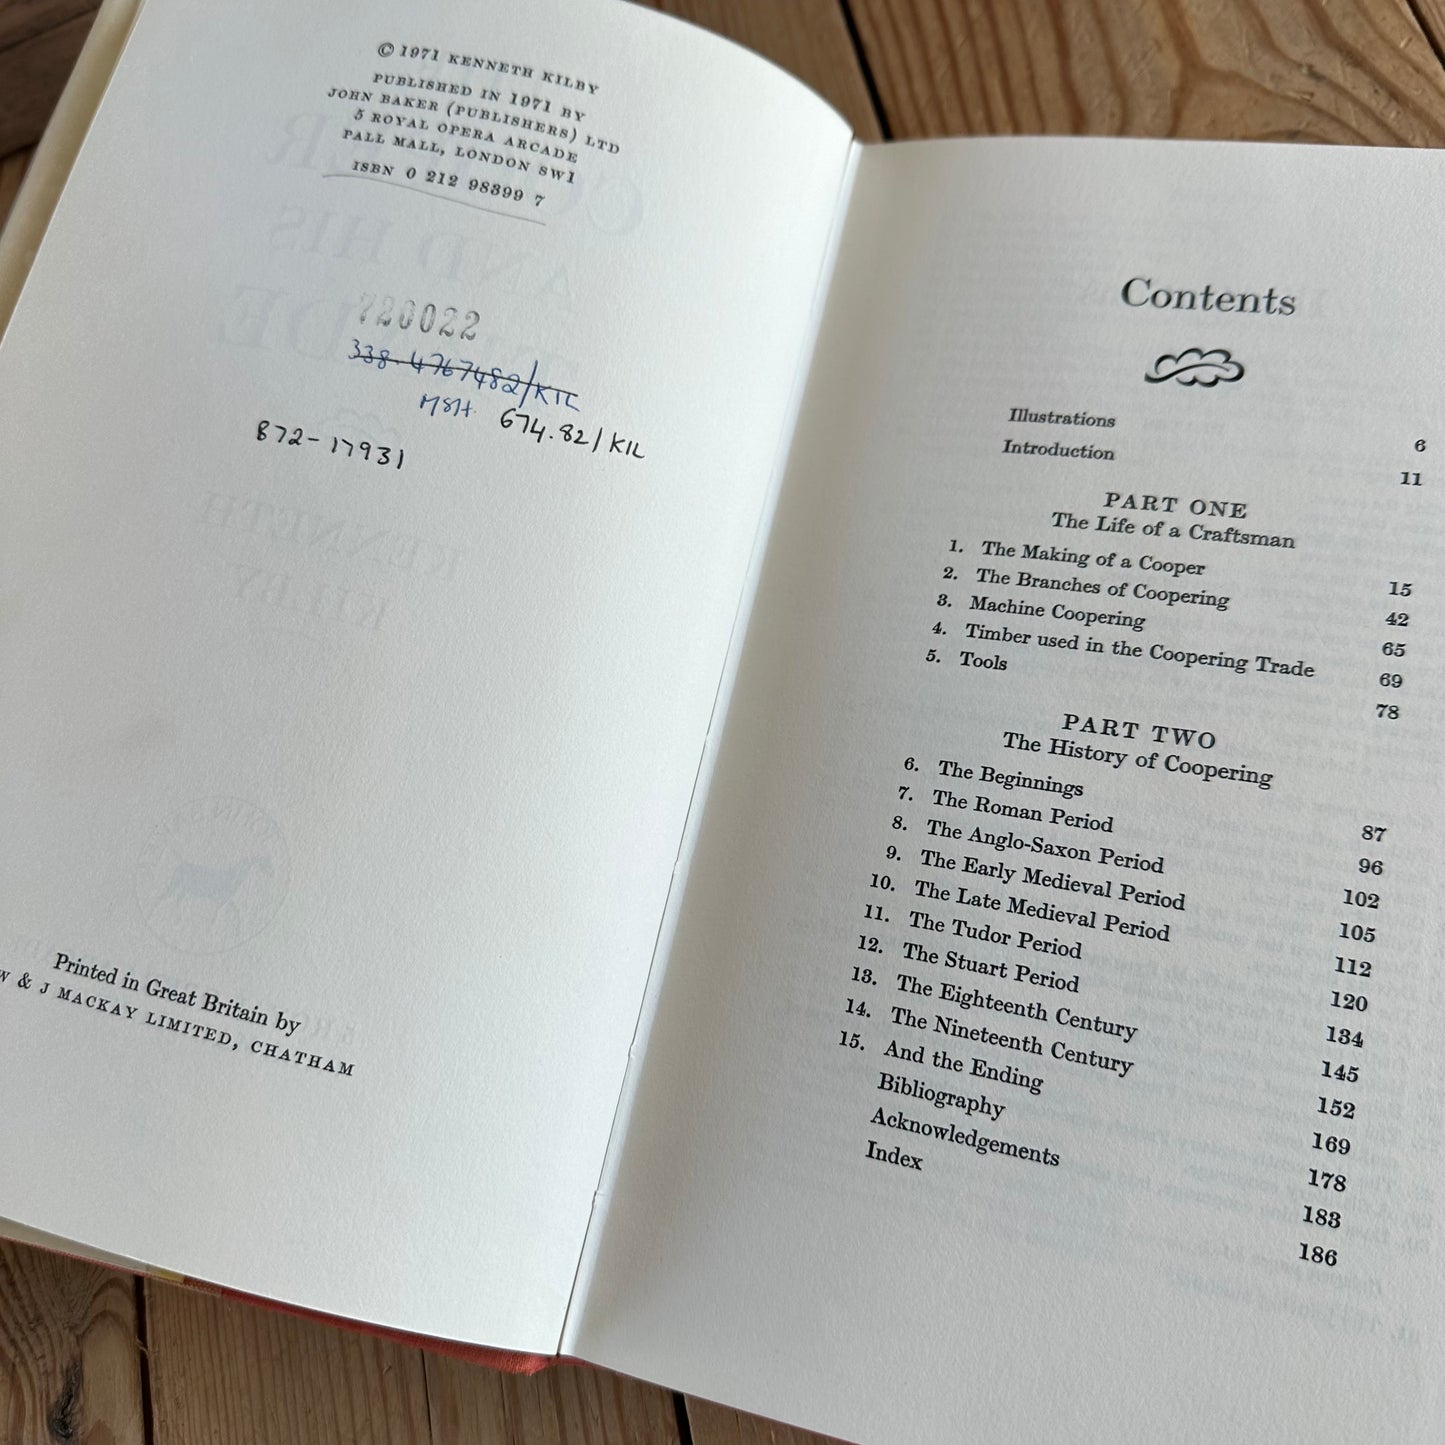 © 1971 KENNETH KILBY
PUBLISHED IN 1971 BY
JOHN BAKER (PUBLISHERS) LTD
5 ROYAL OPERA ARCADE
PALL MALL, LONDON SW1
ISBN 0 212 98399 7
720022
338.4767482/KIL
MSH. 674.82/KIL
B72-17931
Printed in Great Britain by
W & J MACKAY LIMITED, CHATHAM
Contents
Illustrations 6
Introduction 11
PART ONE
The Life of a Craftsman
1. The Making of a Cooper 15
2. The Branches of Coopering 42
3. Machine Coopering 65
4. Timber used in the Coopering Trade 69
5. Tools 78
PART TWO
The History of Coopering
6. The Beginnings 87
7. The Roman Period 96
8. The Anglo-Saxon Period 102
9. The Early Medieval Period 105
10. The Late Medieval Period 112
11. The Tudor Period 120
12. The Stuart Period 134
13. The Eighteenth Century 145
14. The Nineteenth Century 152
15. And the Ending 169
Bibliography 178
Acknowledgements 183
Index 186